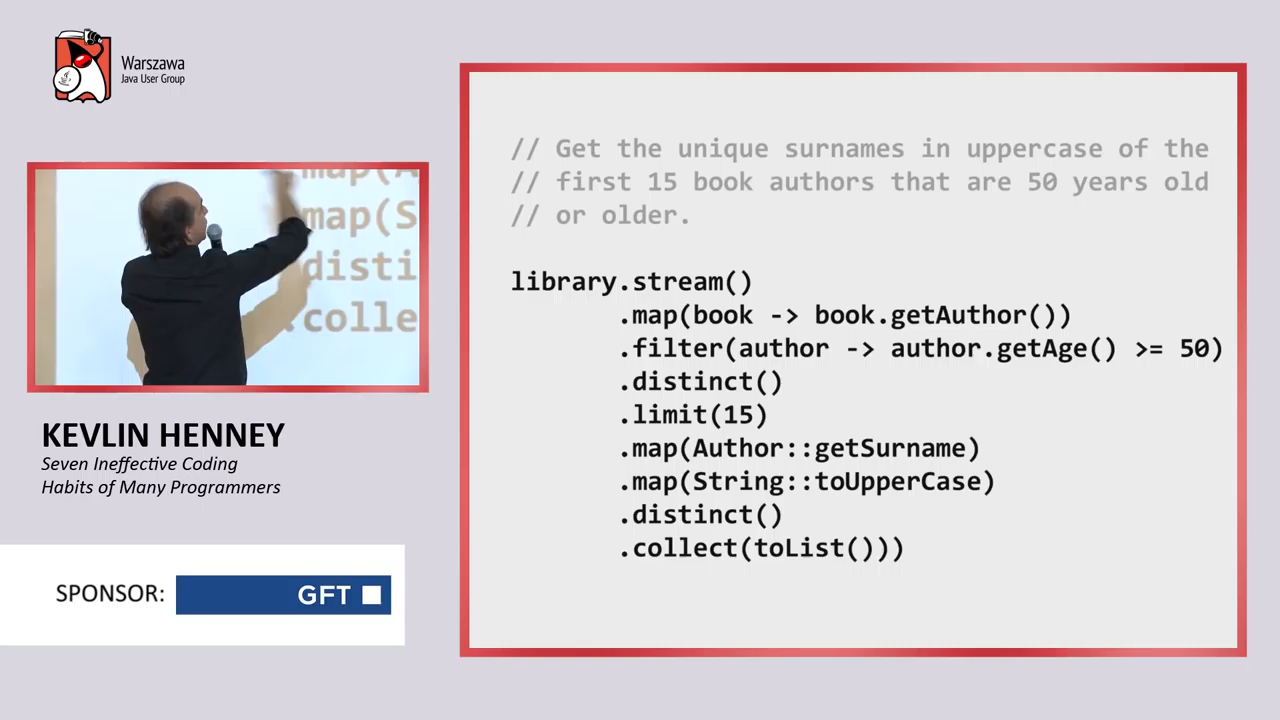 Warszawa
Java User Group
map(S
disti
.colle
KEVLIN HENNEY
Seven Ineffective Coding
Habits of Many Programmers
SPONSOR: GFT
// Get the unique surnames in uppercase of the
// first 15 book authors that are 50 years old
// or older.
library.stream()
.map(book -> book.getAuthor())
.filter(author -> author.getAge() >= 50)
.distinct()
.limit(15)
.map(Author::getSurname)
.map(String::toUpperCase)
.distinct()
.collect(toList()))